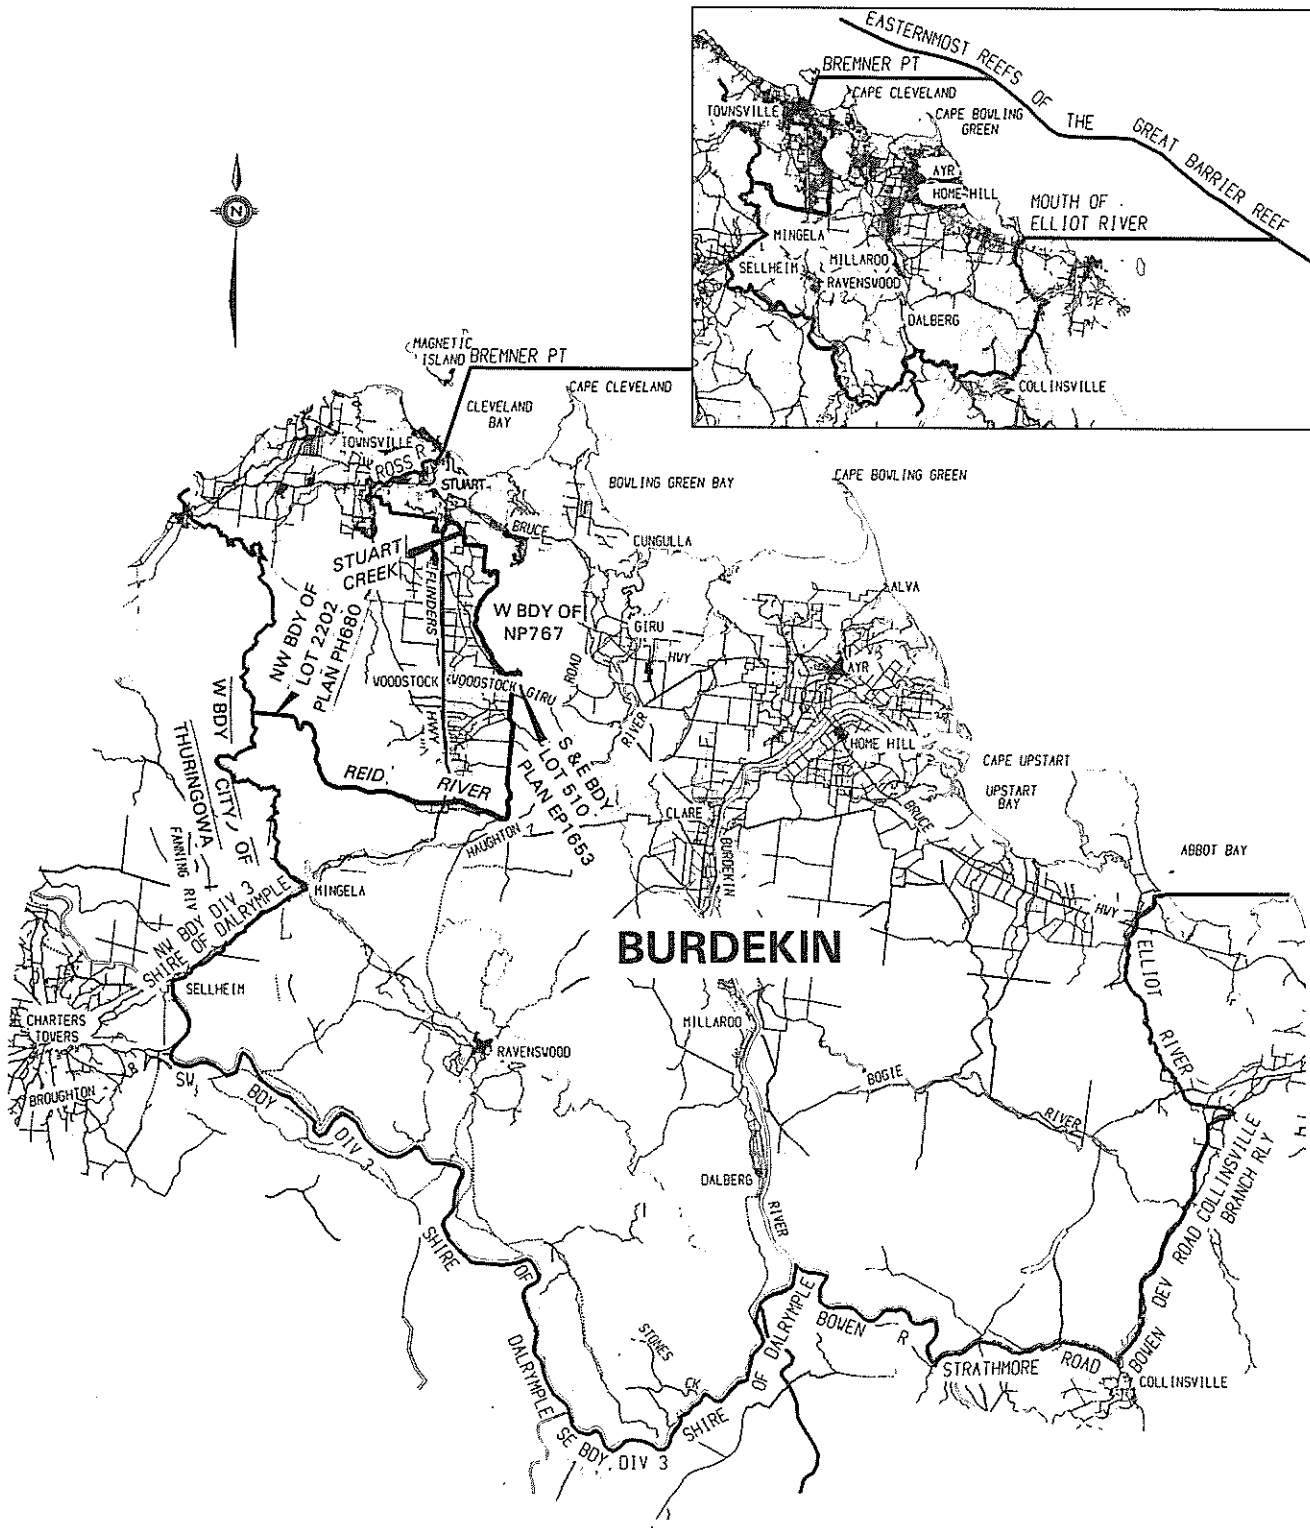 EASTERNMOST REEFS OF THE GREAT BARRIER REEF
BREMNER PT
CAPE CLEVELAND
TOWNSVILLE
CAPE BOWLING
GREEN
AYR
HOME HILL
MOUTH OF
ELLIOT RIVER
MINGELA
SELLHEIM
MILLAROO
RAVENSWOOD
DALBERG
COLLINSVILLE
N
MAGNETIC
ISLAND
BREMNER PT
CAPE CLEVELAND
CLEVELAND
BAY
TOWNSVILLE
ROSS R
STUART
BOWLING GREEN BAY
CAPE BOWLING GREEN
BRUCE
CUNGULLA
STUART
CREEK
FLINDERS
ALVA
NW BDY OF
LOT 2202
PLAN PH680
W BDY OF
NP767
GIRU
HWY
ROAD
AYR
WOODSTOCK
WOODSTOCK GIRU
HWY
RIVER
W BDY
CITY OF
THURINGOWA
S & E BDY
LOT 510
PLAN EP1653
HOME HILL
CAPE UPSTART
UPSTART
BAY
REID
RIVER
CLARE
BRUCE
HAUGHTON
BURDEKIN
FANNING RIV
ABBOT BAY
MINGELA
NW BDY DIV 3
SHIRE OF DALRYMPLE
HWY
BURDEKIN
ELLIOT
SELLHEIM
CHARTERS
TOWERS
MILLAROO
RAVENSWOOD
RIVER
BROUGHTON
R
SW
BDY
DIV 3
BOGIE
RIVER
DALBERG
RIVER
COLLINSVILLE
BRANCH RLY
SHIRE
OF
DALRYMPLE
BOWEN DEV ROAD
STONES
CK
BOWEN
R
STRATHMORE ROAD
COLLINSVILLE
SE BDY DIV 3
SHIRE
OF
DALRYMPLE